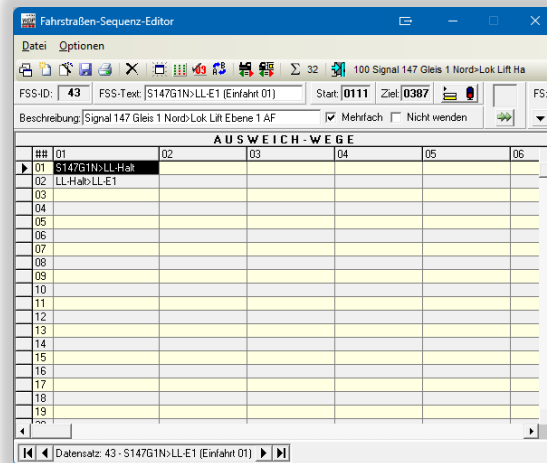 Fahrstraßen-Sequenz-Editor
Datei Optionen
Σ 32 100 Signal 147 Gleis 1 Nord>Lok Lift Ha
FSS-ID: 43 FSS-Text: S147G1N>LL-E1 (Einfahrt 01) Start: 0111 Ziel: 0387 FS:
Beschreibung: Signal 147 Gleis 1 Nord>Lok Lift Ebene 1 AF Mehrfach Nicht wenden
AUSWEICH-WEGE
## 01 02 03 04 05 06
01 S147G1N>LL-Halt
02 LL-Halt>LL-E1
03
04
05
06
07
08
09
10
11
12
13
14
15
16
17
18
19
Datensatz: 43 - S147G1N>LL-E1 (Einfahrt 01)